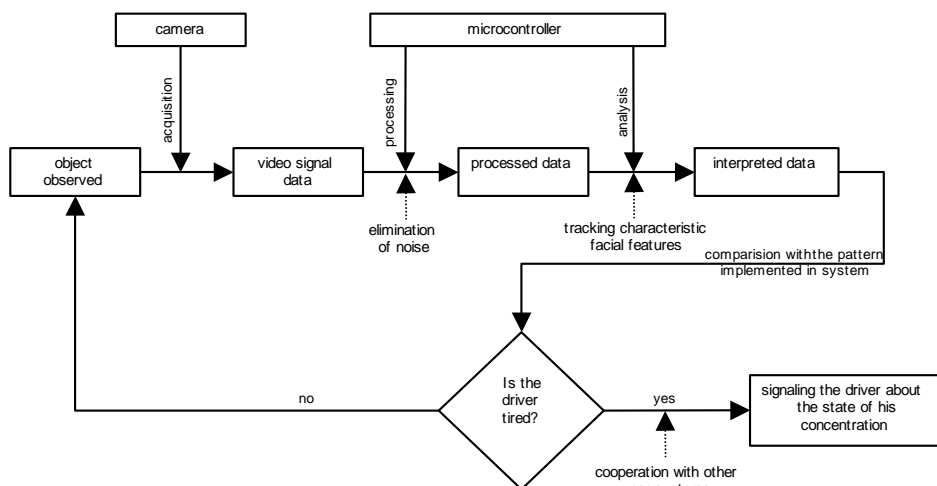 camera
microcontroller
acquisition
processing
analysis
object
observed
video signal
data
processed data
interpreted data
elimination
of noise
tracking characteristic
facial features
comparision with the pattern
implemented in system
Is the
driver
tired?
no
yes
signaling the driver about
the state of his
concentration
cooperation with other